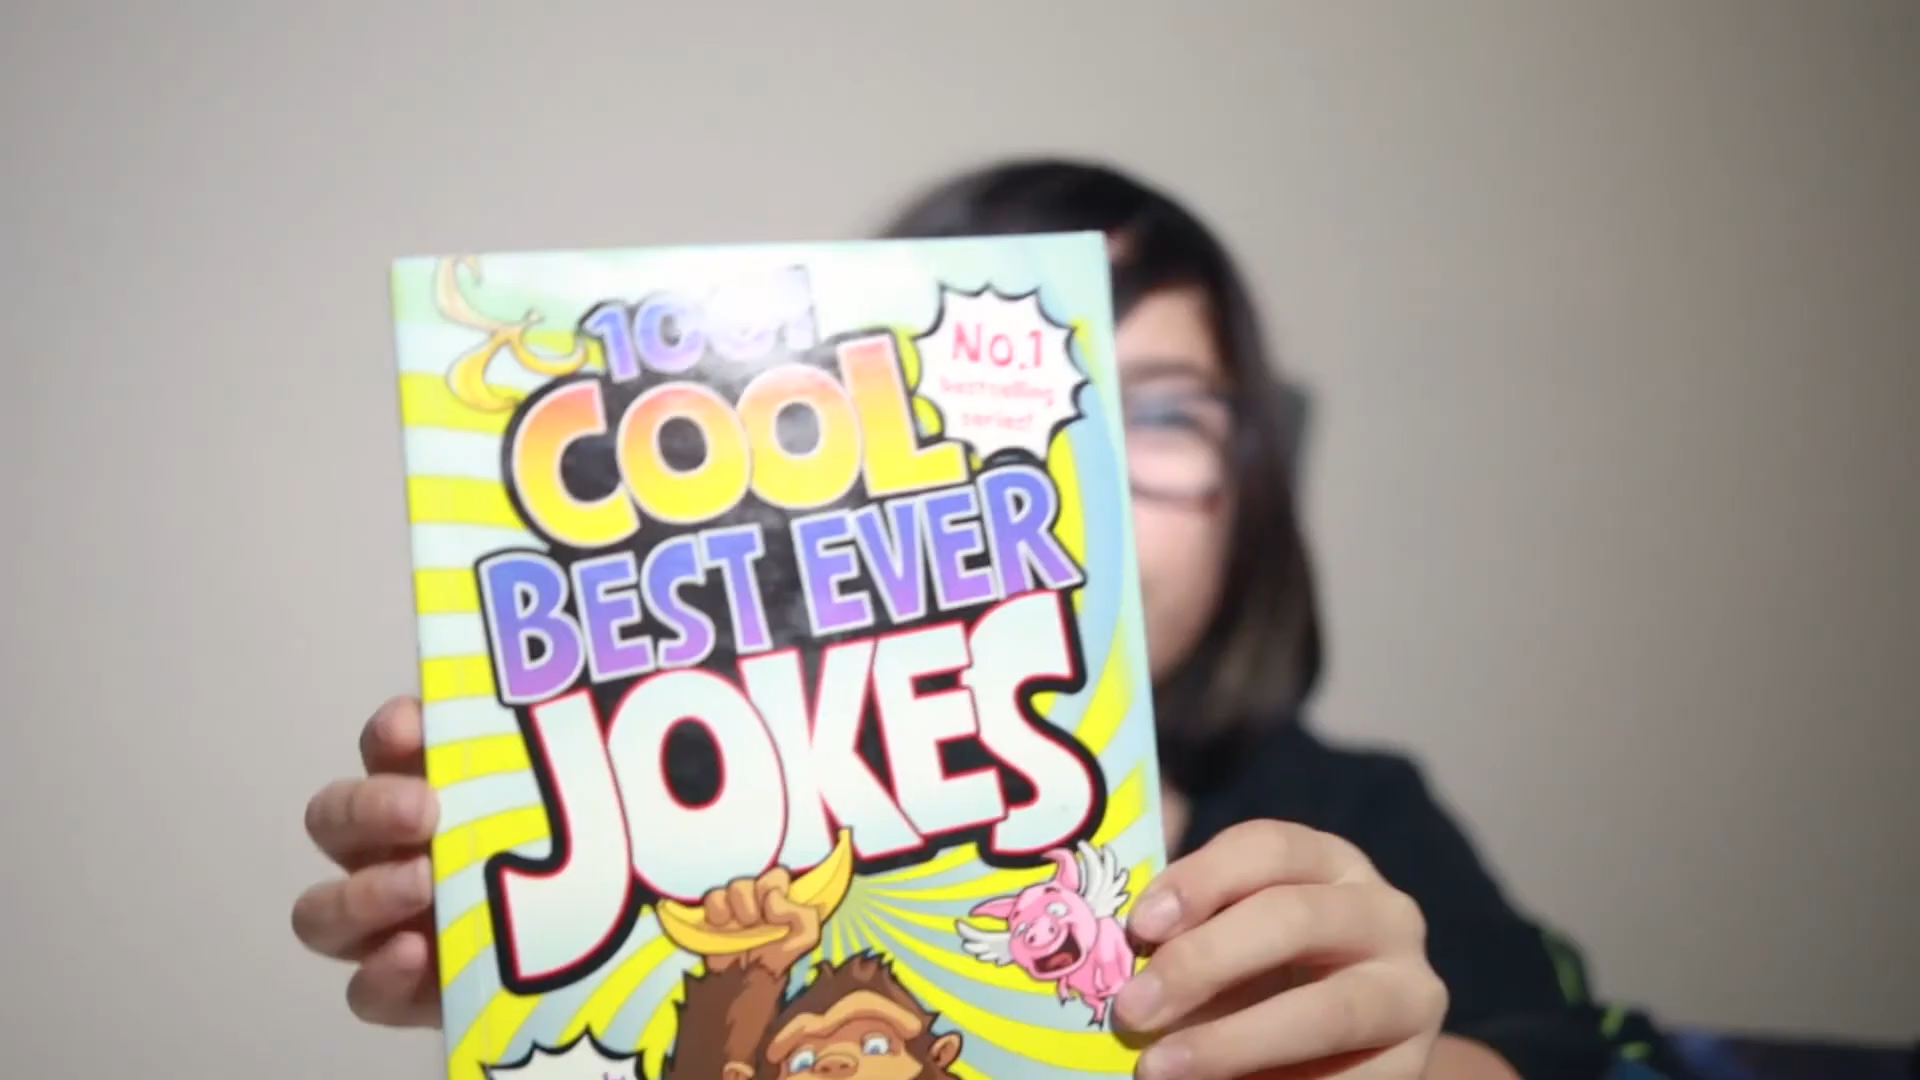 1001
COOL
BEST EVER
JOKES
No.1
bestselling
series!